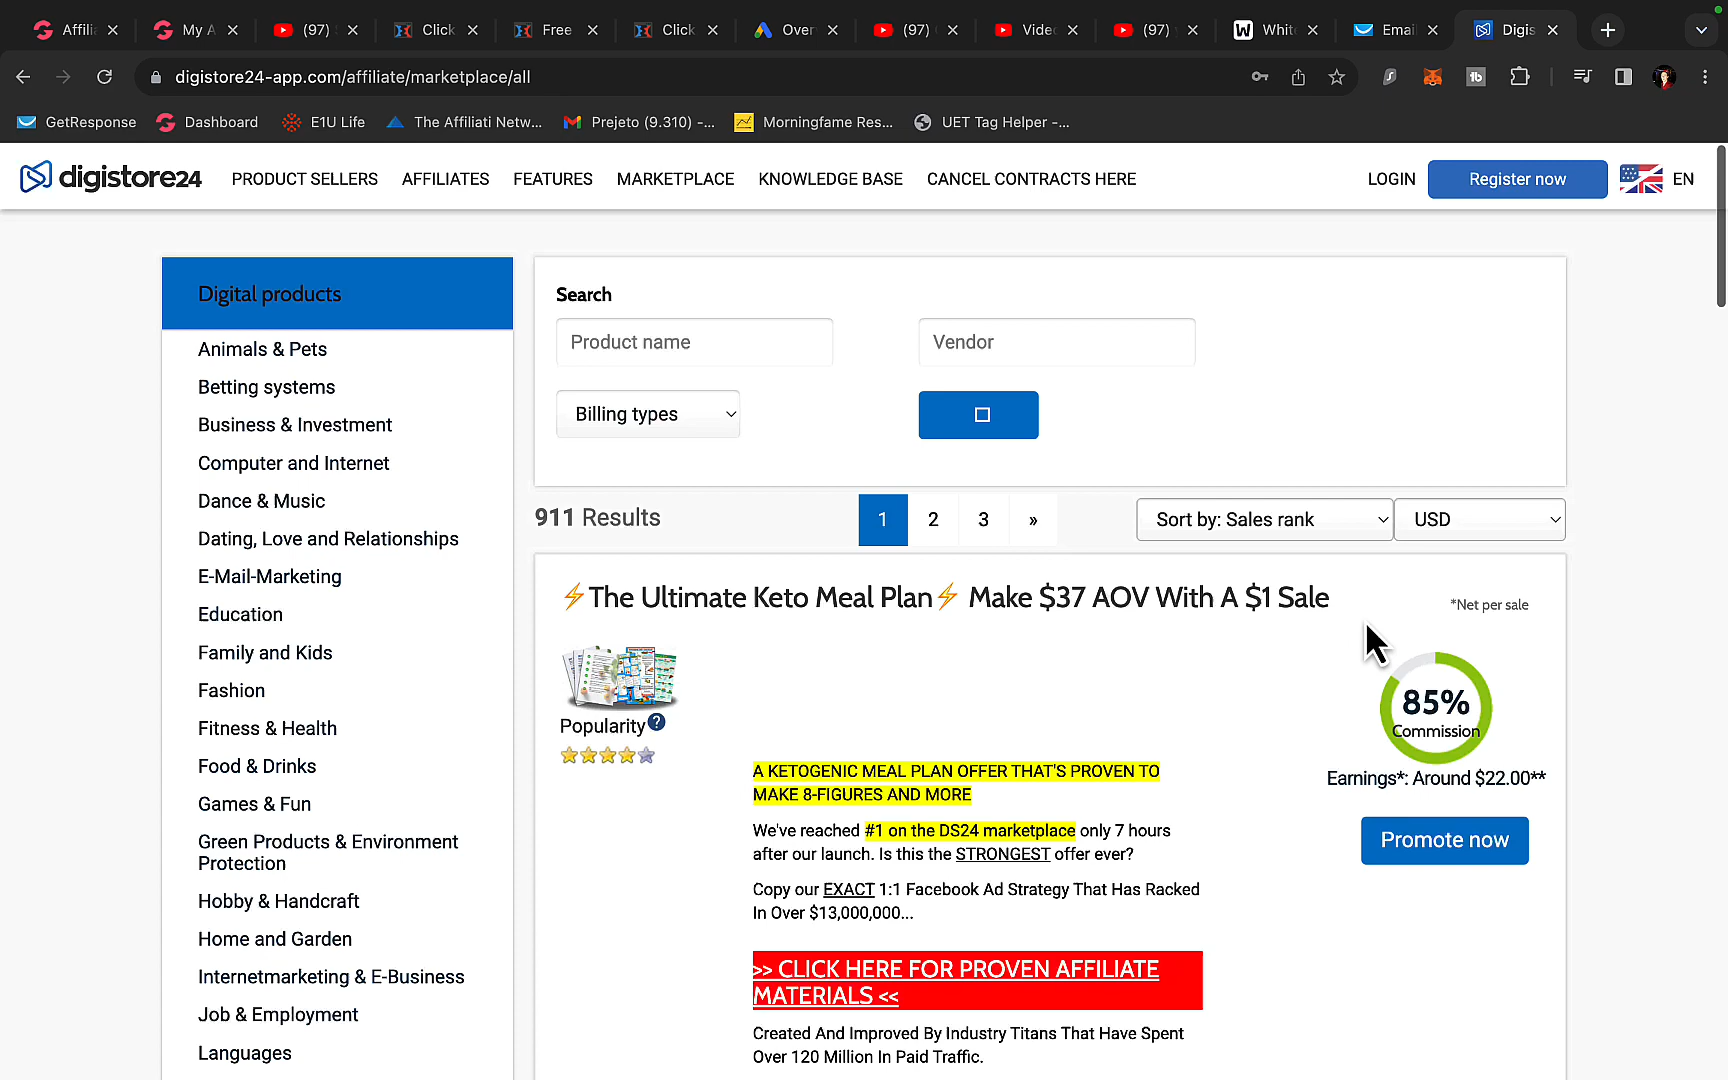 Affili
My A
(97)
Click
Free
Click
Over
(97)
Vide
(97)
Whit
Email
Digis
digistore24-app.com/affiliate/marketplace/all
GetResponse
Dashboard
E1U Life
The Affiliati Netw...
Prejeto (9.310) -...
Morningfame Res...
UET Tag Helper -...
digistore24
PRODUCT SELLERS
AFFILIATES
FEATURES
MARKETPLACE
KNOWLEDGE BASE
CANCEL CONTRACTS HERE
LOGIN
Register now
EN
Digital products
Animals & Pets
Betting systems
Business & Investment
Computer and Internet
Dance & Music
Dating, Love and Relationships
E-Mail-Marketing
Education
Family and Kids
Fashion
Fitness & Health
Food & Drinks
Games & Fun
Green Products & Environment
Protection
Hobby & Handcraft
Home and Garden
Internetmarketing & E-Business
Job & Employment
Languages
Search
Product name
Vendor
Billing types
911 Results
1
2
3
»
Sort by: Sales rank
USD
⚡The Ultimate Keto Meal Plan⚡ Make $37 AOV With A $1 Sale
*Net per sale
Popularity
85%
Commission
Earnings*: Around $22.00**
Promote now
A KETOGENIC MEAL PLAN OFFER THAT'S PROVEN TO
MAKE 8-FIGURES AND MORE
We've reached #1 on the DS24 marketplace only 7 hours
after our launch. Is this the STRONGEST offer ever?
Copy our EXACT 1:1 Facebook Ad Strategy That Has Racked
In Over $13,000,000...
>> CLICK HERE FOR PROVEN AFFILIATE
MATERIALS <<
Created And Improved By Industry Titans That Have Spent
Over 120 Million In Paid Traffic.